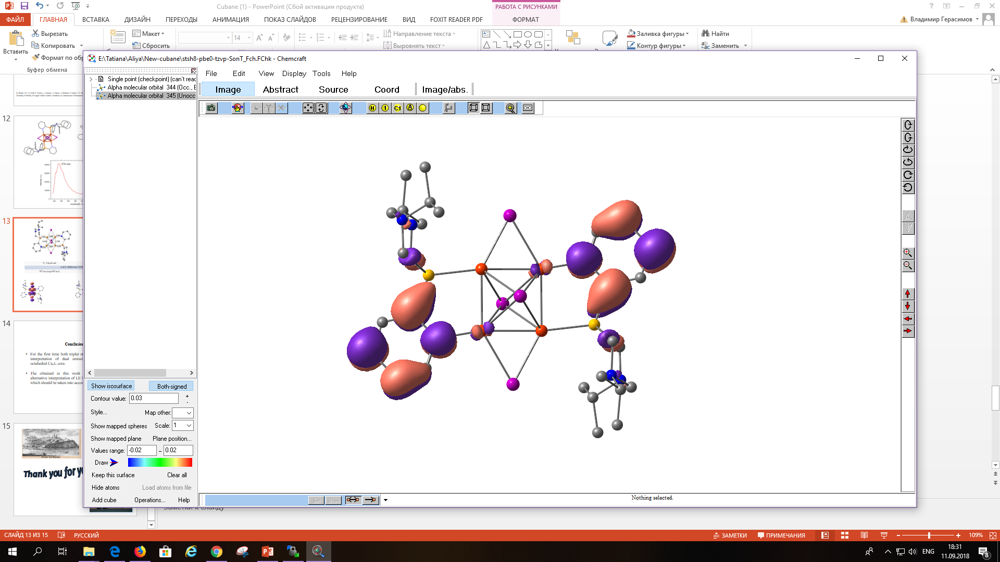 Cubane (1) - PowerPoint (Сбой активации продукта)
РАБОТА С РИСУНКАМИ
ФАЙЛ ГЛАВНАЯ ВСТАВКА ДИЗАЙН ПЕРЕХОДЫ АНИМАЦИЯ ПОКАЗ СЛАЙДОВ РЕЦЕНЗИРОВАНИЕ ВИД FOXIT READER PDF ФОРМАТ
Владимир Герасимов
Вставить
Вырезать
Копировать
Формат по об
Буфер обмена
Макет
Сбросить
14
Направление текста
Выровнять текст
Заливка фигуры
Контур фигуры
Найти
Заменить
E:\Tatiana\Aliya\New-cubane\stsh8-pbe0-tzvp-SonT_Fch.FChk - Chemcraft
Single point (checkpoint) (can`t reac
Alpha molecular orbital 344 (Occ., E
Alpha molecular orbital 345 (Unocc
File Edit View Display Tools Help
Image Abstract Source Coord Image/abs.
12
436 nm
13
14
Conclusion
For the first time both triplet st
interpretation of dual emissi
octahedral Cu4I4 core.
The obtained in this work
alternative interpretation of LE b
which should be taken into acco
15
Thank you for yo
Show isosurface Both-signed
Contour value: 0.03 + -
Style... Map other:
Show mapped spheres Scale: 1
Show mapped plane Plane position...
Values range: -0.02 – 0.02
Draw
Keep this surface Clear all
Hide atoms Load atoms from file
Add cube Operations... Help
Set Show
Nothing selected.
Заметки к слайду
СЛАЙД 13 ИЗ 15 РУССКИЙ
ЗАМЕТКИ ПРИМЕЧАНИЯ 109%
ENG
18:31
11.09.2018
8